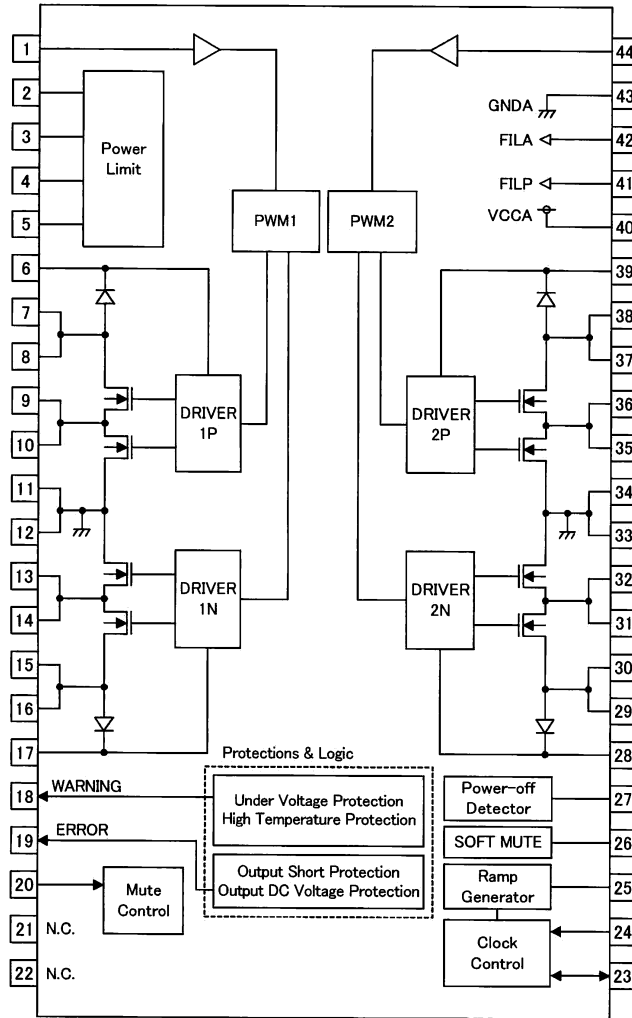 1
44
2
43
GNDA
3
42
FILA
Power
Limit
4
41
FILP
5
VCCA
40
PWM1
PWM2
6
39
7
38
8
37
9
36
DRIVER
1P
DRIVER
2P
10
35
11
34
12
33
13
32
DRIVER
1N
DRIVER
2N
14
31
15
30
16
29
17
28
Protections & Logic
18
WARNING
Under Voltage Protection
High Temperature Protection
Power-off
Detector
27
19
ERROR
SOFT MUTE
26
Output Short Protection
Output DC Voltage Protection
20
Mute
Control
Ramp
Generator
25
21 N.C.
24
Clock
Control
22 N.C.
23